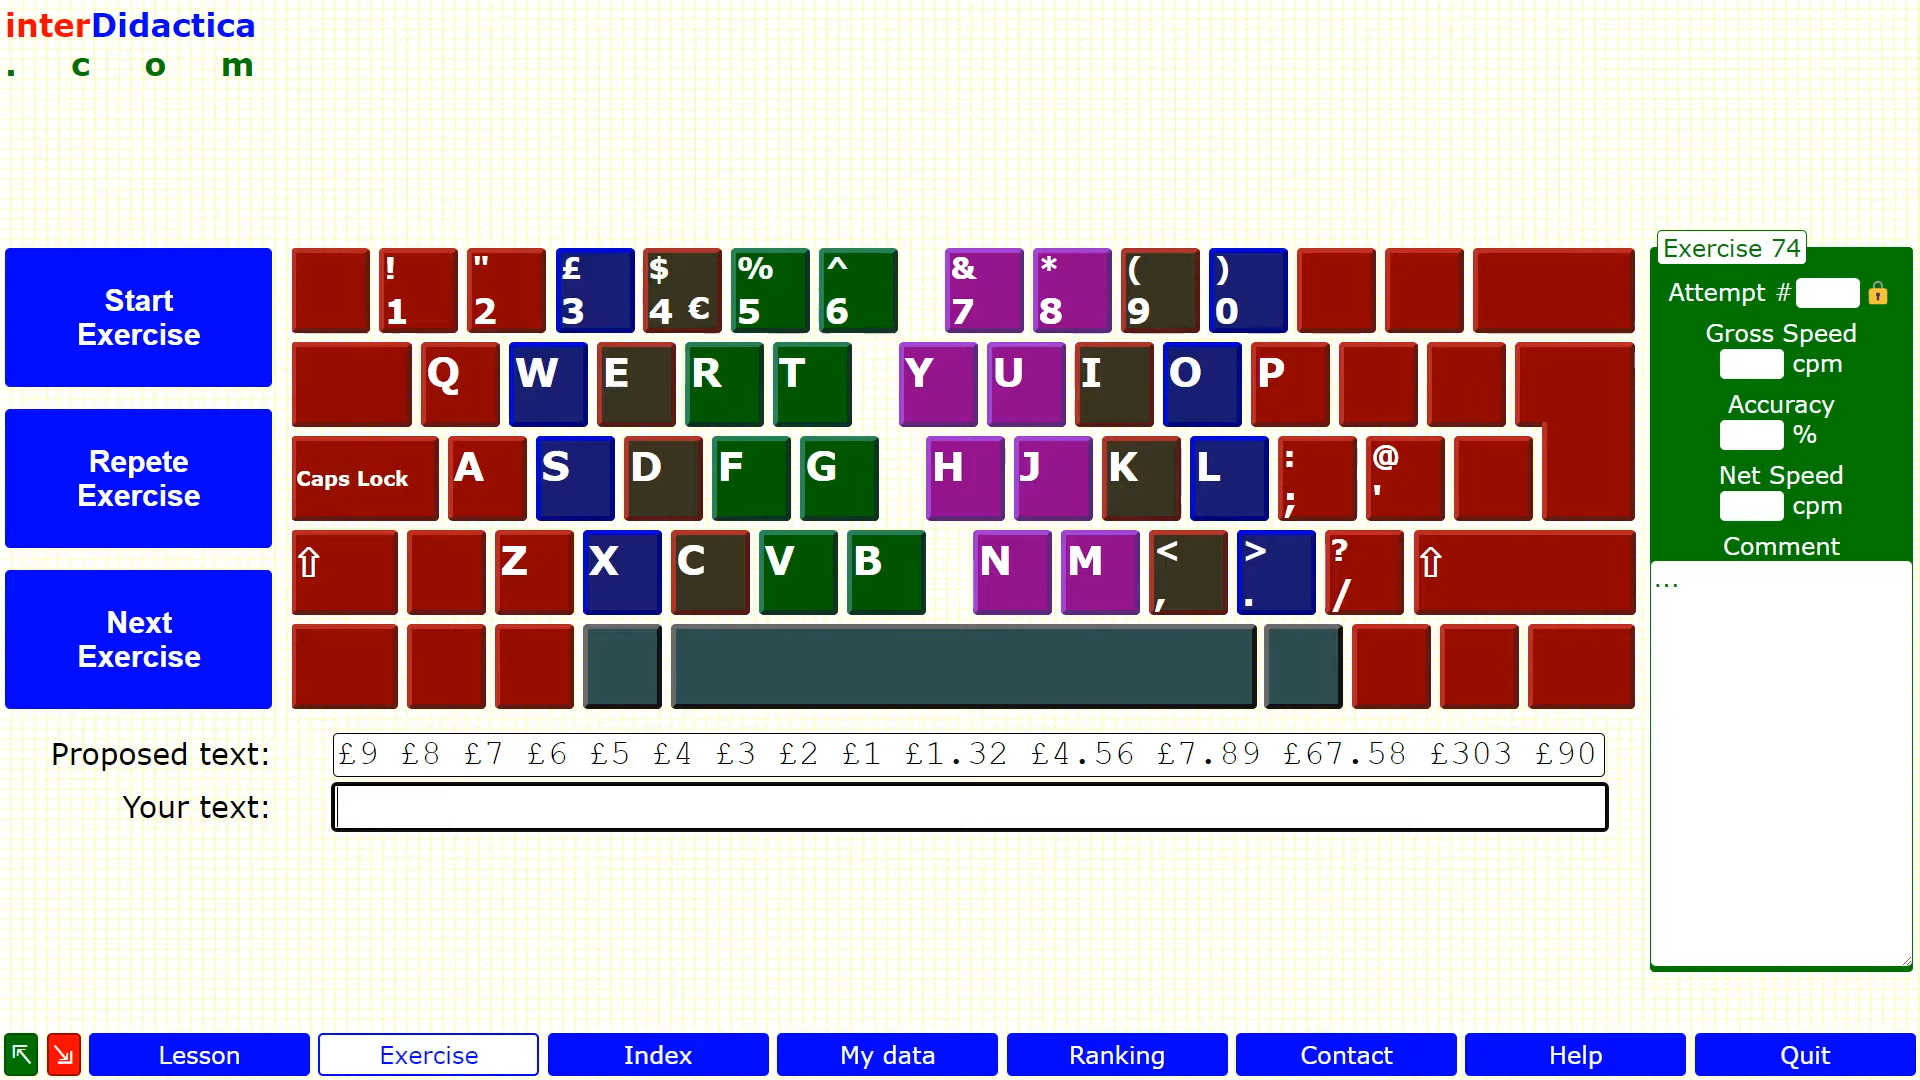 interDidactica
. c o m
Start
Exercise
Repete
Exercise
Next
Exercise
! " £ $ % ^ & * ( )
1 2 3 4 € 5 6 7 8 9 0
Q W E R T Y U I O P
Caps Lock A S D F G H J K L : ; @ '
⇧ Z X C V B N M < , > . ? / ⇧
Exercise 74
Attempt #
Gross Speed
cpm
Accuracy
%
Net Speed
cpm
Comment
...
Proposed text: £9 £8 £7 £6 £5 £4 £3 £2 £1 £1.32 £4.56 £7.89 £67.58 £303 £90
Your text:
⇱ ⇲ Lesson Exercise Index My data Ranking Contact Help Quit